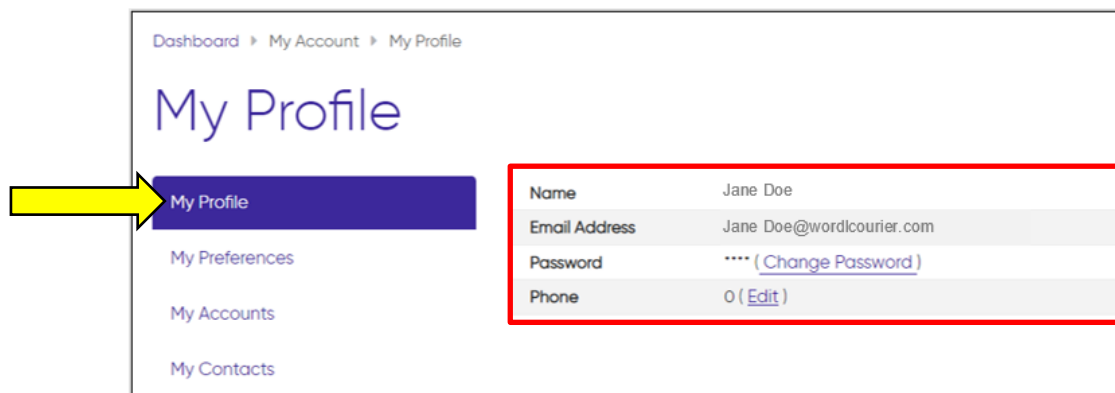 Dashboard ▸ My Account ▸ My Profile
My Profile
My Profile
My Preferences
My Accounts
My Contacts
Name Jane Doe
Email Address Jane Doe@wordlcourier.com
Password **** ( Change Password )
Phone 0 ( Edit )